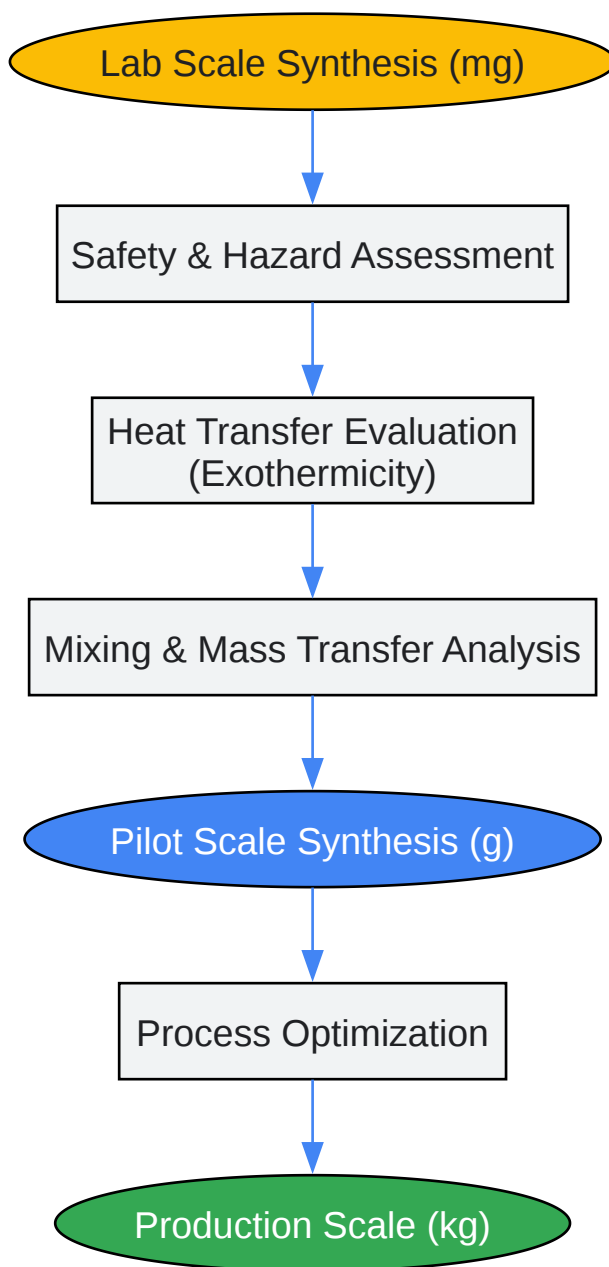 Lab Scale Synthesis (mg)
Safety & Hazard Assessment
Heat Transfer Evaluation
(Exothermicity)
Mixing & Mass Transfer Analysis
Pilot Scale Synthesis (g)
Process Optimization
Production Scale (kg)